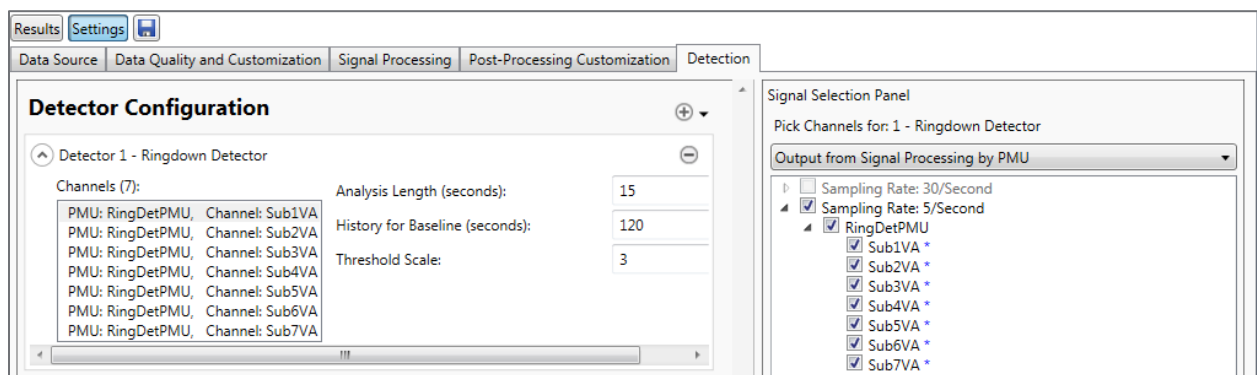 Results Settings
Data Source Data Quality and Customization Signal Processing Post-Processing Customization Detection
Detector Configuration
Detector 1 - Ringdown Detector
Channels (7):
PMU: RingDetPMU, Channel: Sub1VA
PMU: RingDetPMU, Channel: Sub2VA
PMU: RingDetPMU, Channel: Sub3VA
PMU: RingDetPMU, Channel: Sub4VA
PMU: RingDetPMU, Channel: Sub5VA
PMU: RingDetPMU, Channel: Sub6VA
PMU: RingDetPMU, Channel: Sub7VA
Analysis Length (seconds): 15
History for Baseline (seconds): 120
Threshold Scale: 3
Signal Selection Panel
Pick Channels for: 1 - Ringdown Detector
Output from Signal Processing by PMU
Sampling Rate: 30/Second
Sampling Rate: 5/Second
RingDetPMU
Sub1VA *
Sub2VA *
Sub3VA *
Sub4VA *
Sub5VA *
Sub6VA *
Sub7VA *